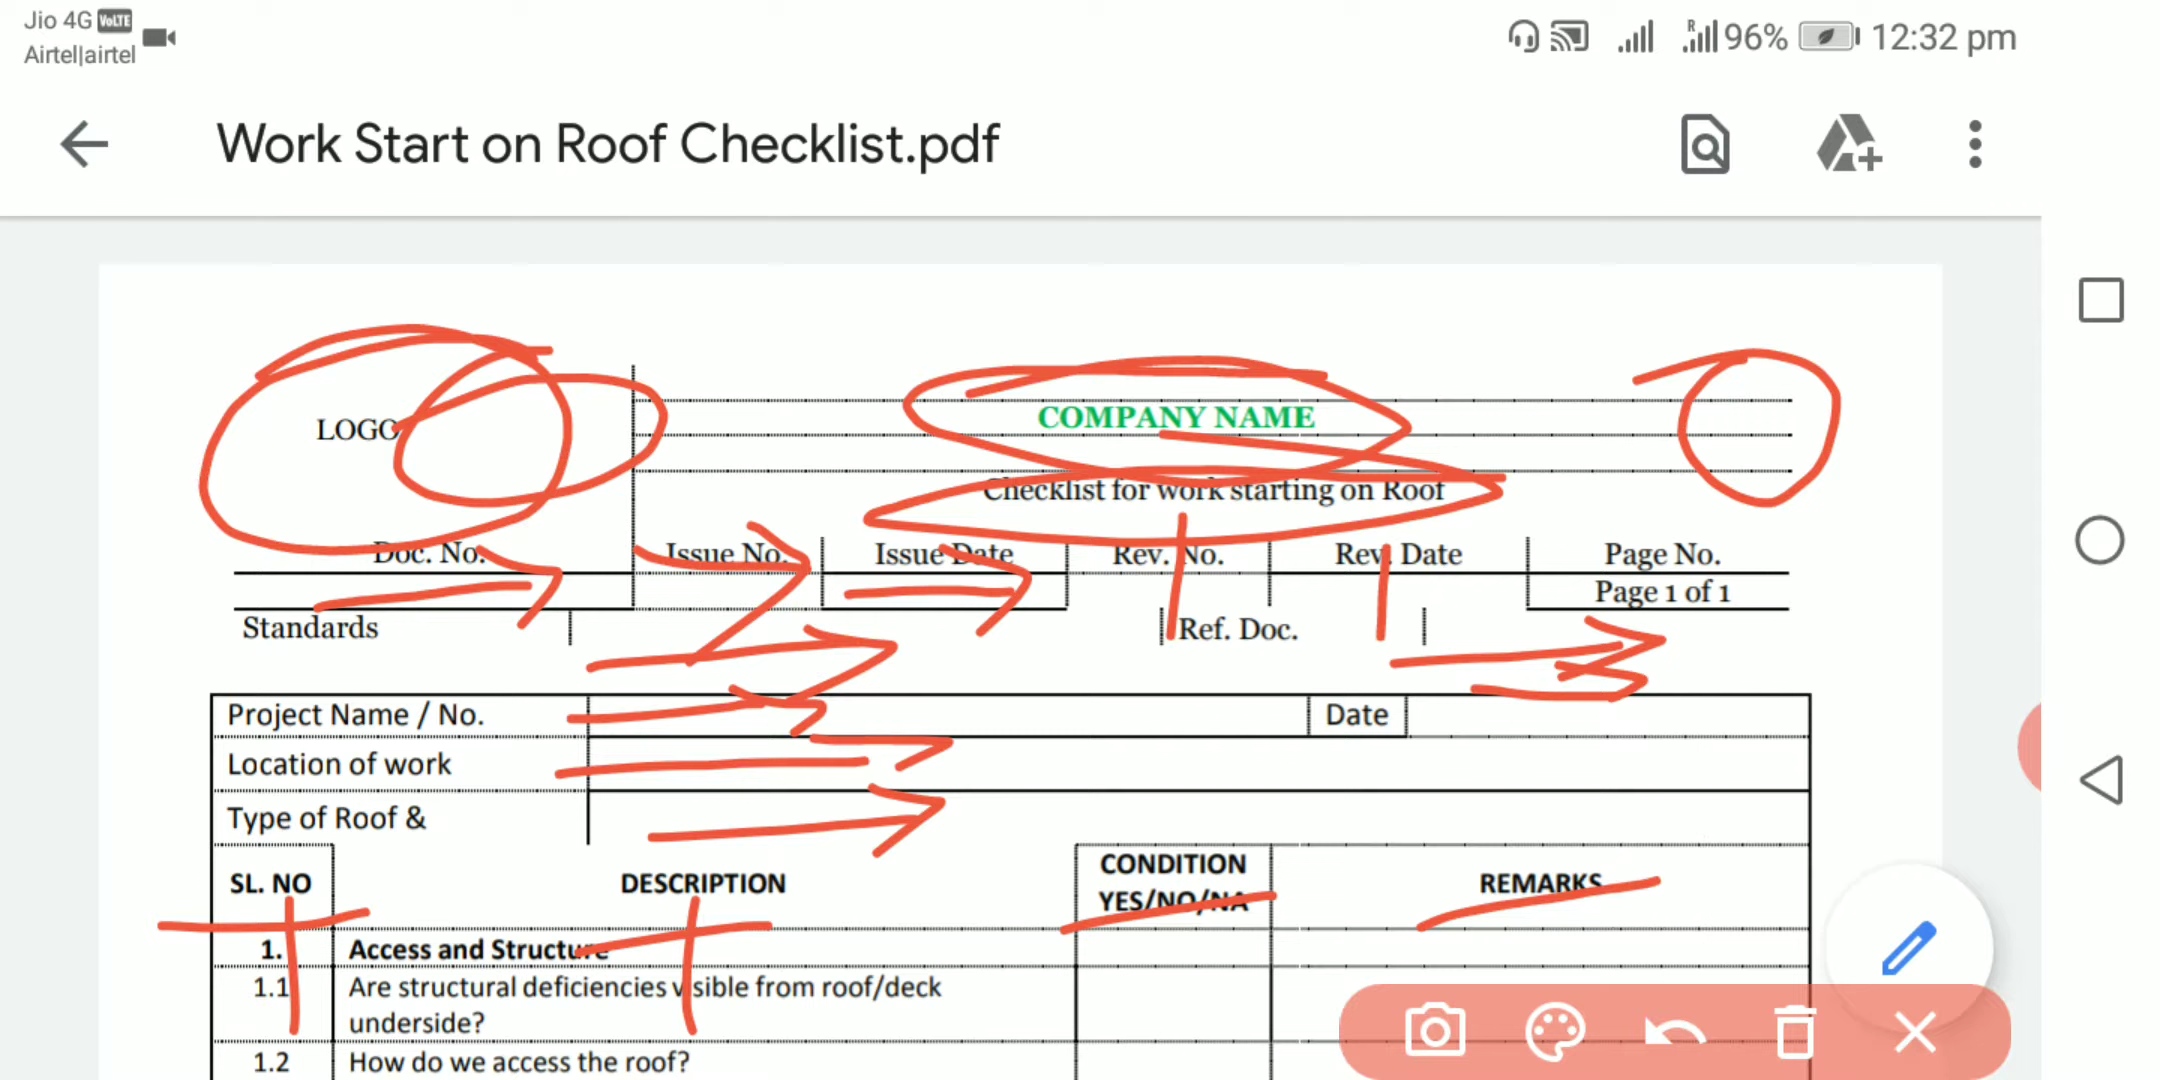 Jio 4G VoLTE
Airtel|airtel
R 96% 12:32 pm
Work Start on Roof Checklist.pdf
LOGO
COMPANY NAME
Checklist for work starting on Roof
Doc. No. Issue No. Issue Date Rev. No. Rev. Date Page No.
Page 1 of 1
Standards Ref. Doc.
Project Name / No. Date
Location of work
Type of Roof &
SL. NO DESCRIPTION CONDITION YES/NO/NA REMARKS
1. Access and Structure
1.1 Are structural deficiencies visible from roof/deck
underside?
1.2 How do we access the roof?